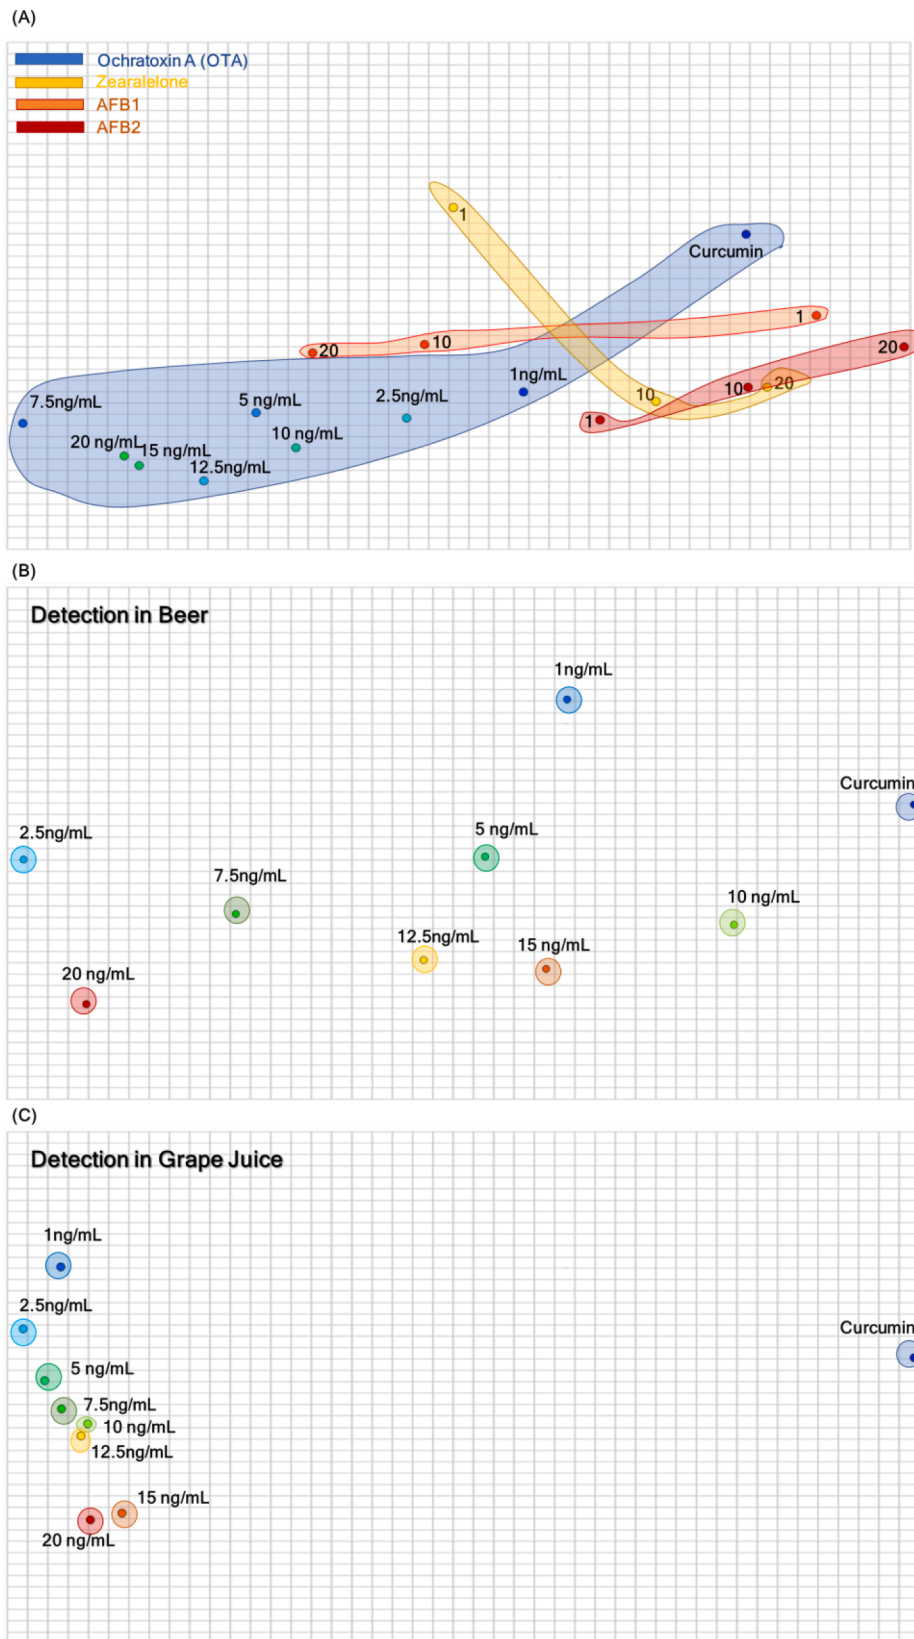 (A)
Ochratoxin A (OTA)
Zearalelone
AFB1
AFB2
1
Curcumin
1
20
10
20
7.5ng/mL
5 ng/mL
2.5ng/mL
1ng/mL
10
10
20
1
20 ng/mL
15 ng/mL
10 ng/mL
12.5ng/mL
(B)
Detection in Beer
1ng/mL
Curcumin
2.5ng/mL
5 ng/mL
7.5ng/mL
10 ng/mL
12.5ng/mL
15 ng/mL
20 ng/mL
(C)
Detection in Grape Juice
1ng/mL
2.5ng/mL
Curcumin
5 ng/mL
7.5ng/mL
10 ng/mL
12.5ng/mL
15 ng/mL
20 ng/mL